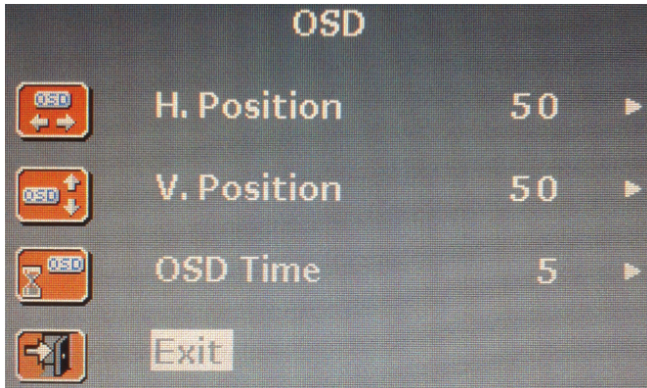 OSD
OSD H. Position 50
OSD V. Position 50
OSD OSD Time 5
Exit